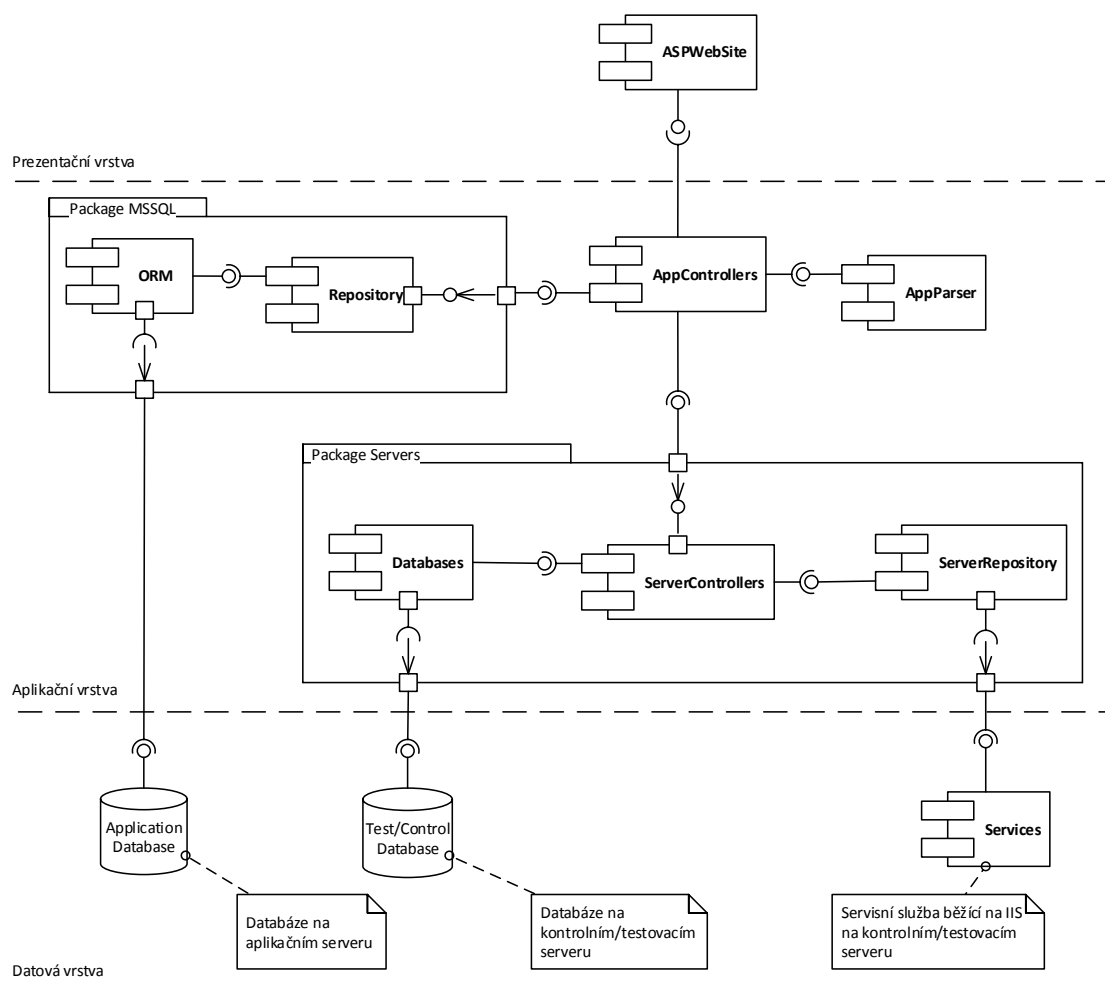 ASPWebSite
Prezentační vrstva
Package MSSQL
ORM
Repository
AppControllers
AppParser
Package Servers
Databases
ServerControllers
ServerRepository
Aplikační vrstva
Application
Database
Test/Control
Database
Services
Databáze na
aplikačním serveru
Databáze na
kontrolním/testovacím
serveru
Servisní služba běžící na IIS
na kontrolním/testovacím
serveru
Datová vrstva